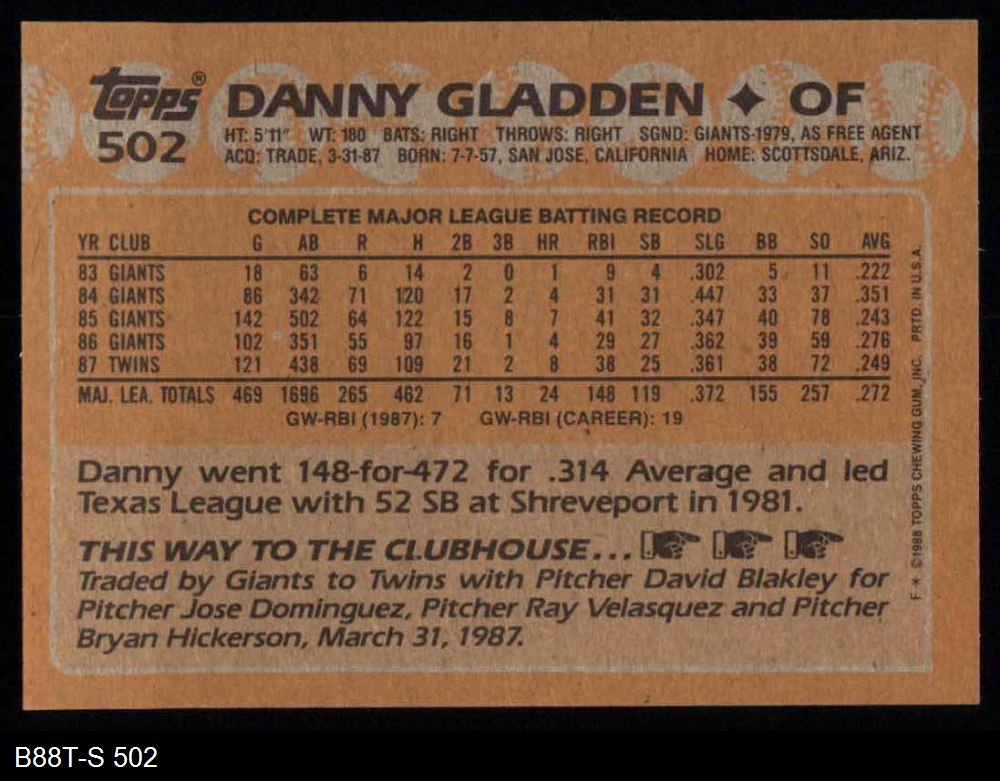 TOPPS® DANNY GLADDEN ✦ OF
502
HT: 5'11" WT: 180 BATS: RIGHT THROWS: RIGHT SGND: GIANTS-1979, AS FREE AGENT
ACQ: TRADE, 3-31-87 BORN: 7-7-57, SAN JOSE, CALIFORNIA HOME: SCOTTSDALE, ARIZ.
COMPLETE MAJOR LEAGUE BATTING RECORD
YR CLUB G AB R H 2B 3B HR RBI SB SLG BB SO AVG
83 GIANTS 18 63 6 14 2 0 1 9 4 .302 5 11 .222
84 GIANTS 86 342 71 120 17 2 4 31 31 .447 33 37 .351
85 GIANTS 142 502 64 122 15 8 7 41 32 .347 40 78 .243
86 GIANTS 102 351 55 97 16 1 4 29 27 .362 39 59 .276
87 TWINS 121 438 69 109 21 2 8 38 25 .361 38 72 .249
MAJ. LEA. TOTALS 469 1696 265 462 71 13 24 148 119 .372 155 257 .272
GW-RBI (1987): 7 GW-RBI (CAREER): 19
Danny went 148-for-472 for .314 Average and led
Texas League with 52 SB at Shreveport in 1981.
THIS WAY TO THE CLUBHOUSE...
Traded by Giants to Twins with Pitcher David Blakley for
Pitcher Jose Dominguez, Pitcher Ray Velasquez and Pitcher
Bryan Hickerson, March 31, 1987.
F * ©1988 TOPPS CHEWING GUM, INC. PRTD. IN U.S.A.
B88T-S 502